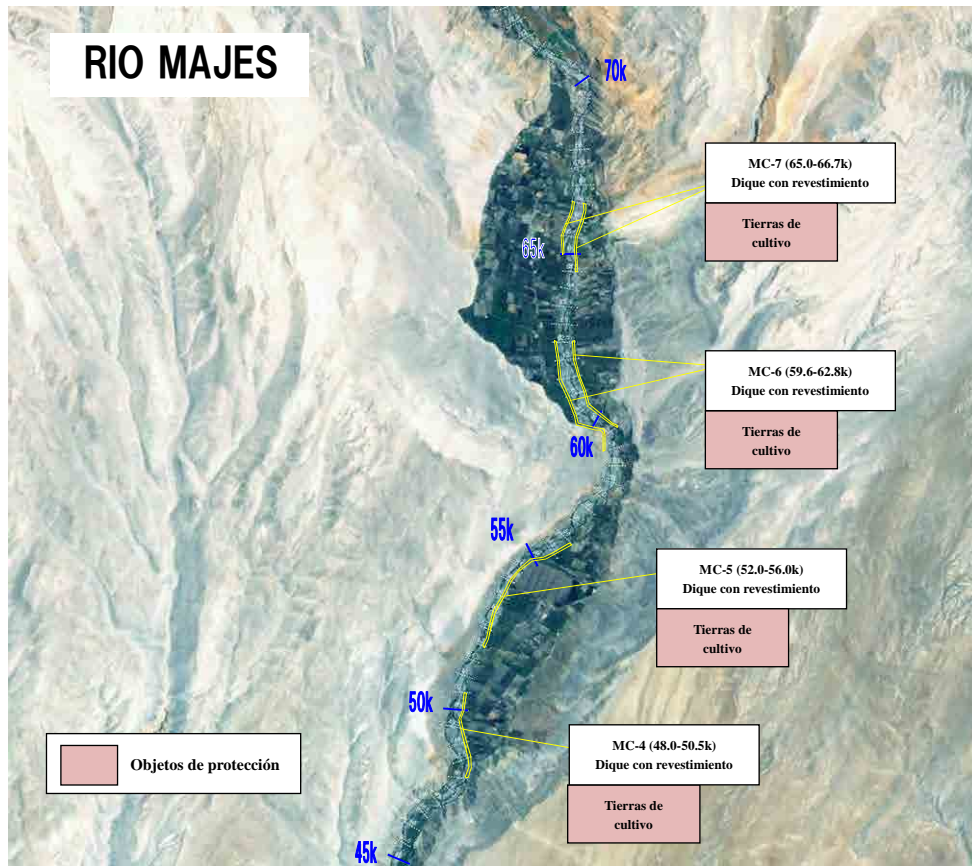 RIO MAJES
70k
MC-7 (65.0-66.7k)
Dique con revestimiento
Tierras de
cultivo
65k
MC-6 (59.6-62.8k)
Dique con revestimiento
Tierras de
cultivo
60k
55k
MC-5 (52.0-56.0k)
Dique con revestimiento
Tierras de
cultivo
50k
MC-4 (48.0-50.5k)
Dique con revestimiento
Tierras de
cultivo
Objetos de protección
45k